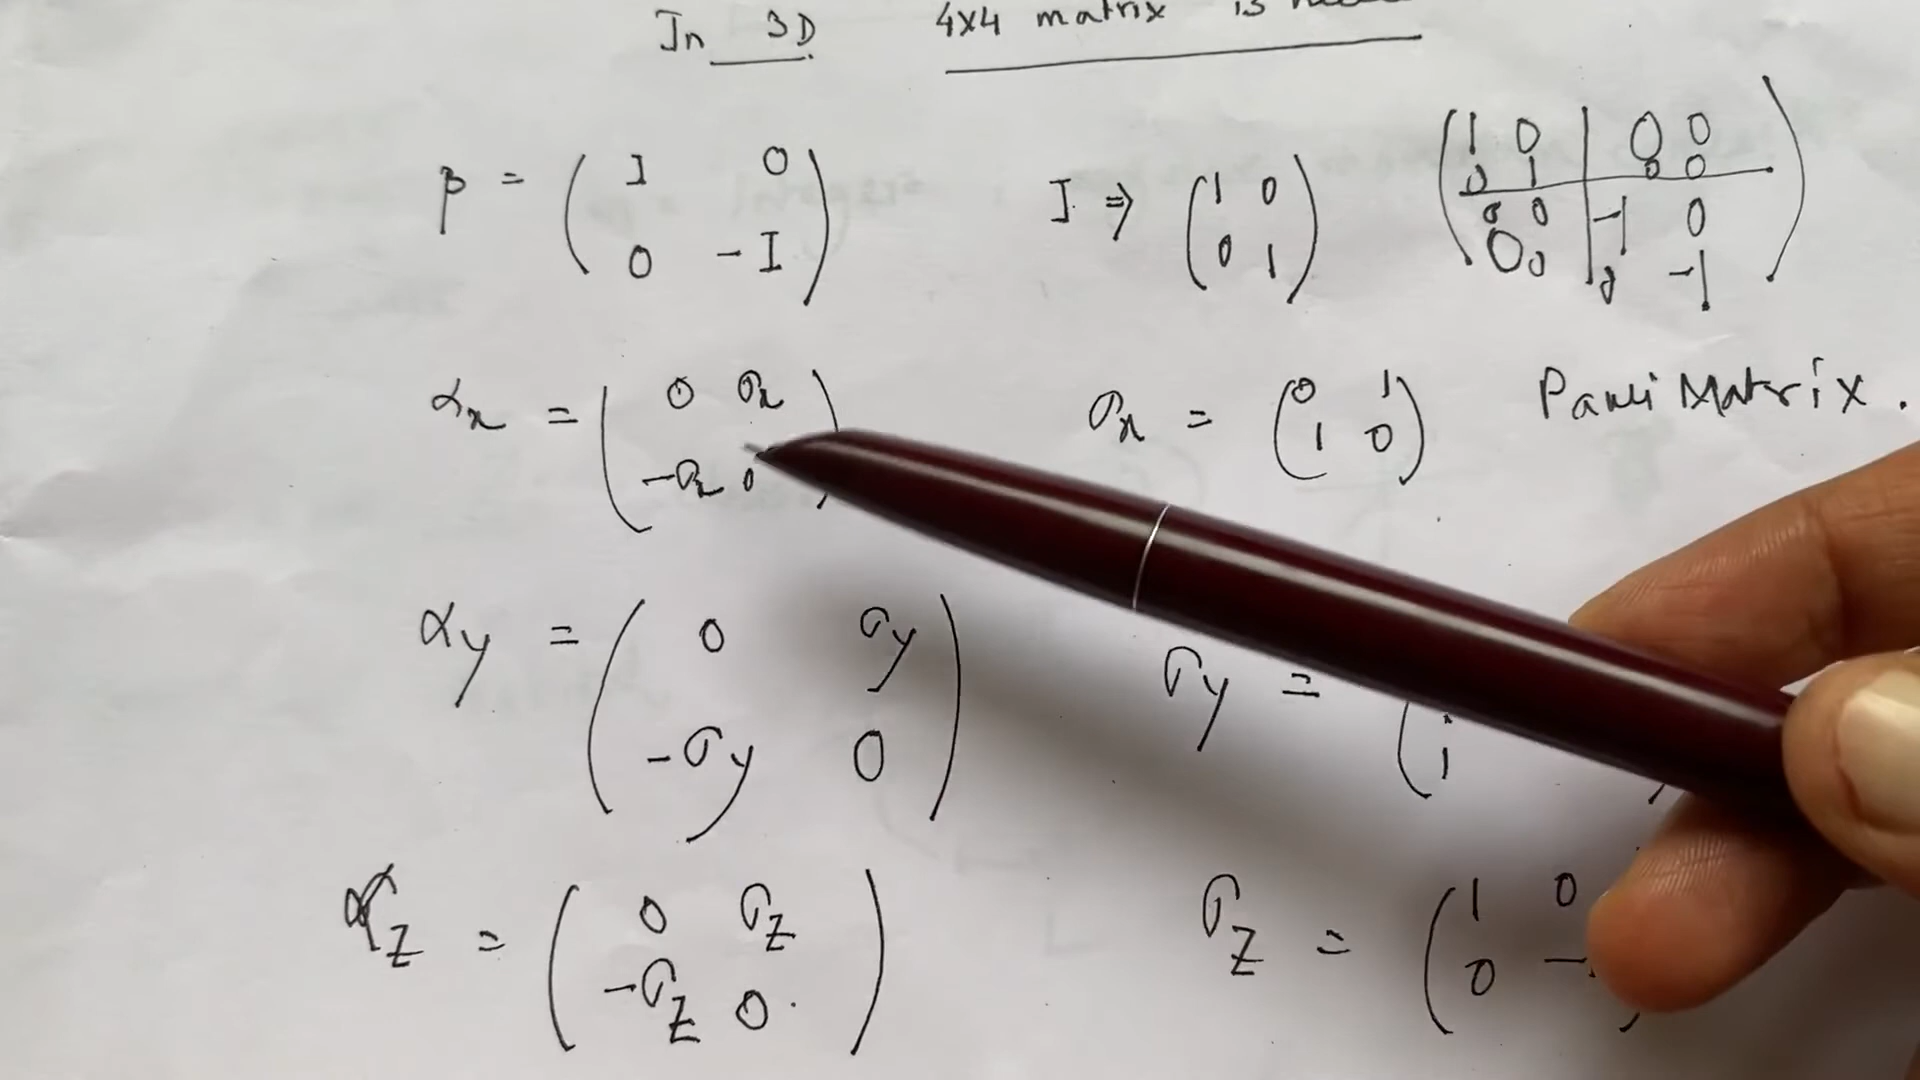 In 3D 4x4 matrix is
β = ( I 0 I ⇒ ( 1 0 ( 1 0 | 0 0
0 -I ) 0 1 ) 0 1 | 0 0
0 0 | -1 0
0 0 | 0 -1 )
αx = ( 0 σx σx = ( 0 1 Pauli Matrix.
-σx 0 ) 1 0 )
αy = ( 0 σy σy = (
-σy 0 ) i
αz = ( 0 σz σz = ( 1 0
-σz 0 ) 0 -